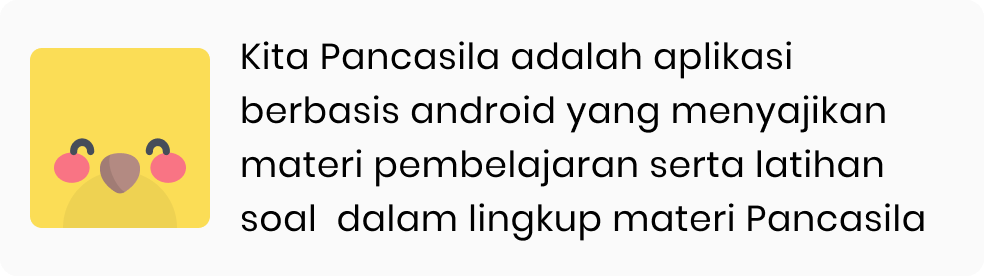 Kita Pancasila adalah aplikasi
berbasis android yang menyajikan
materi pembelajaran serta latihan
soal  dalam lingkup materi Pancasila